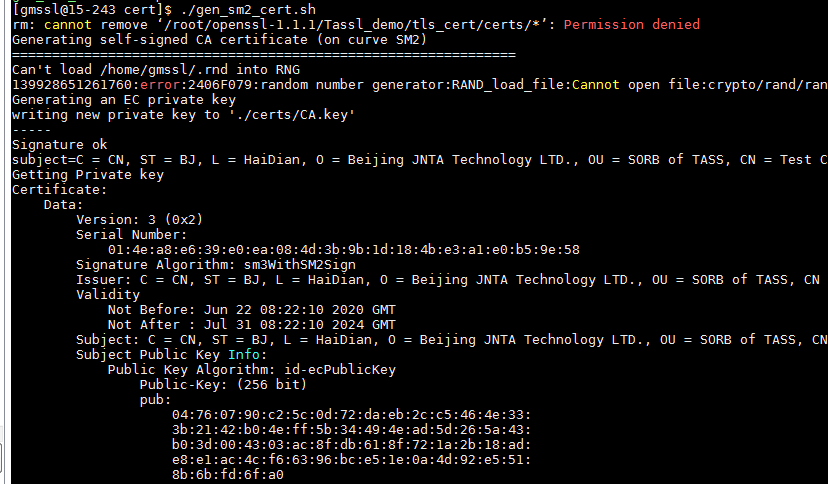 [gmssl@15-243 cert]$ ./gen_sm2_cert.sh
rm: cannot remove ‘/root/openssl-1.1.1/Tassl_demo/tls_cert/certs/*’: Permission denied
Generating self-signed CA certificate (on curve SM2)
===============================================================
Can't load /home/gmssl/.rnd into RNG
139928651261760:error:2406F079:random number generator:RAND_load_file:Cannot open file:crypto/rand/ran
Generating an EC private key
writing new private key to './certs/CA.key'
-----
Signature ok
subject=C = CN, ST = BJ, L = HaiDian, O = Beijing JNTA Technology LTD., OU = SORB of TASS, CN = Test C
Getting Private key
Certificate:
Data:
Version: 3 (0x2)
Serial Number:
01:4e:a8:e6:39:e0:ea:08:4d:3b:9b:1d:18:4b:e3:a1:e0:b5:9e:58
Signature Algorithm: sm3WithSM2Sign
Issuer: C = CN, ST = BJ, L = HaiDian, O = Beijing JNTA Technology LTD., OU = SORB of TASS, CN
Validity
Not Before: Jun 22 08:22:10 2020 GMT
Not After : Jul 31 08:22:10 2024 GMT
Subject: C = CN, ST = BJ, L = HaiDian, O = Beijing JNTA Technology LTD., OU = SORB of TASS, CN
Subject Public Key Info:
Public Key Algorithm: id-ecPublicKey
Public-Key: (256 bit)
pub:
04:76:07:90:c2:5c:0d:72:da:eb:2c:c5:46:4e:33:
3b:21:42:b0:4e:ff:5b:34:49:4e:ad:5d:26:5a:43:
b0:3d:00:43:03:ac:8f:db:61:8f:72:1a:2b:18:ad:
e8:e1:ac:4c:f6:63:96:bc:e5:1e:0a:4d:92:e5:51:
8b:6b:fd:6f:a0